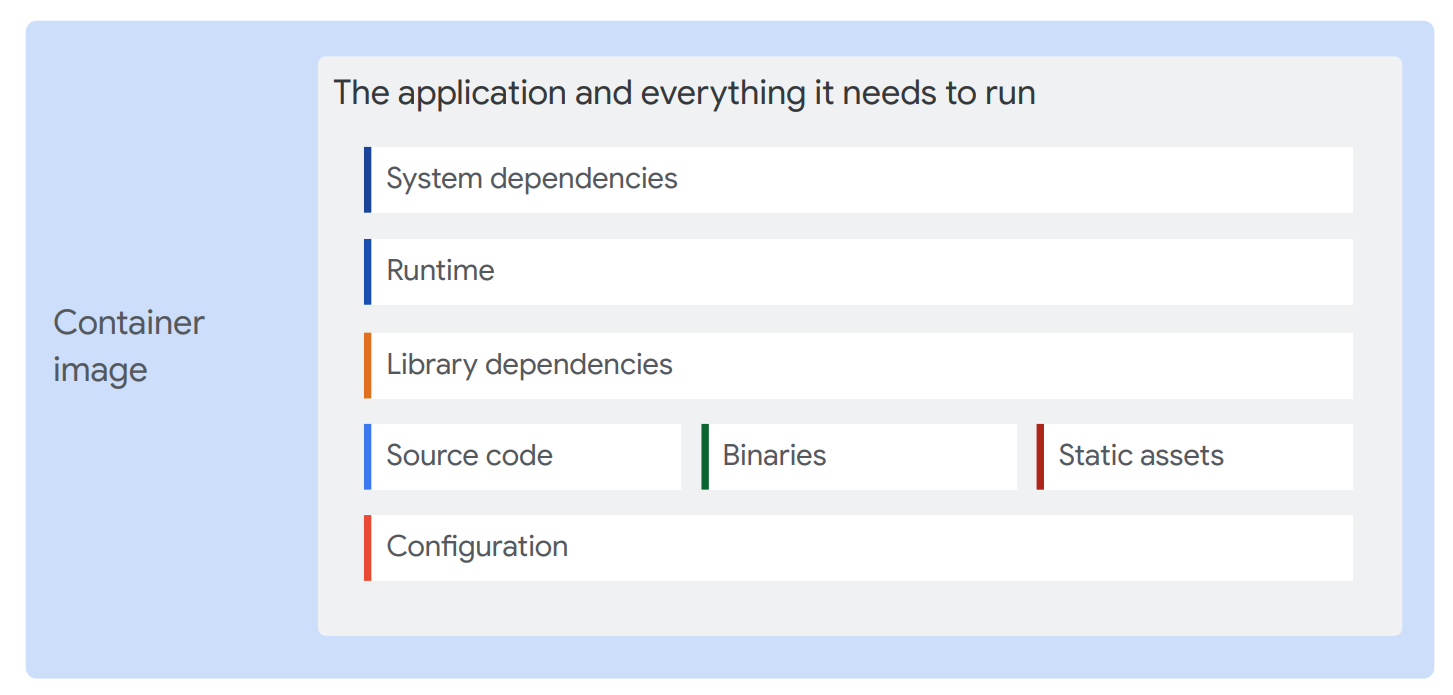 The application and everything it needs to run
System dependencies
Runtime
Container
image
Library dependencies
Source code
Binaries
Static assets
Configuration